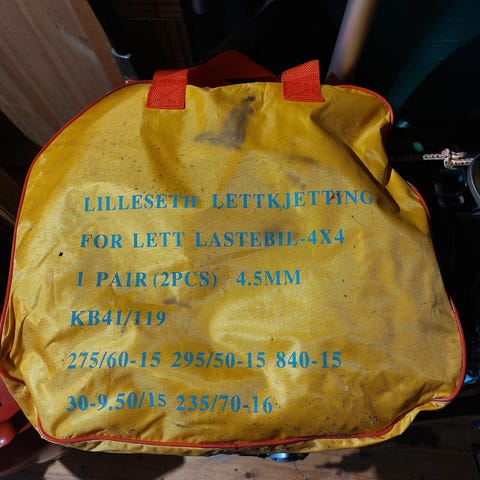 LILLESETH LETTKJETTING
FOR LETT LASTEBIL-4X4
1 PAIR (2PCS) 4.5MM
KB41/119
275/60-15 295/50-15 840-15
30-9.50/15 235/70-16